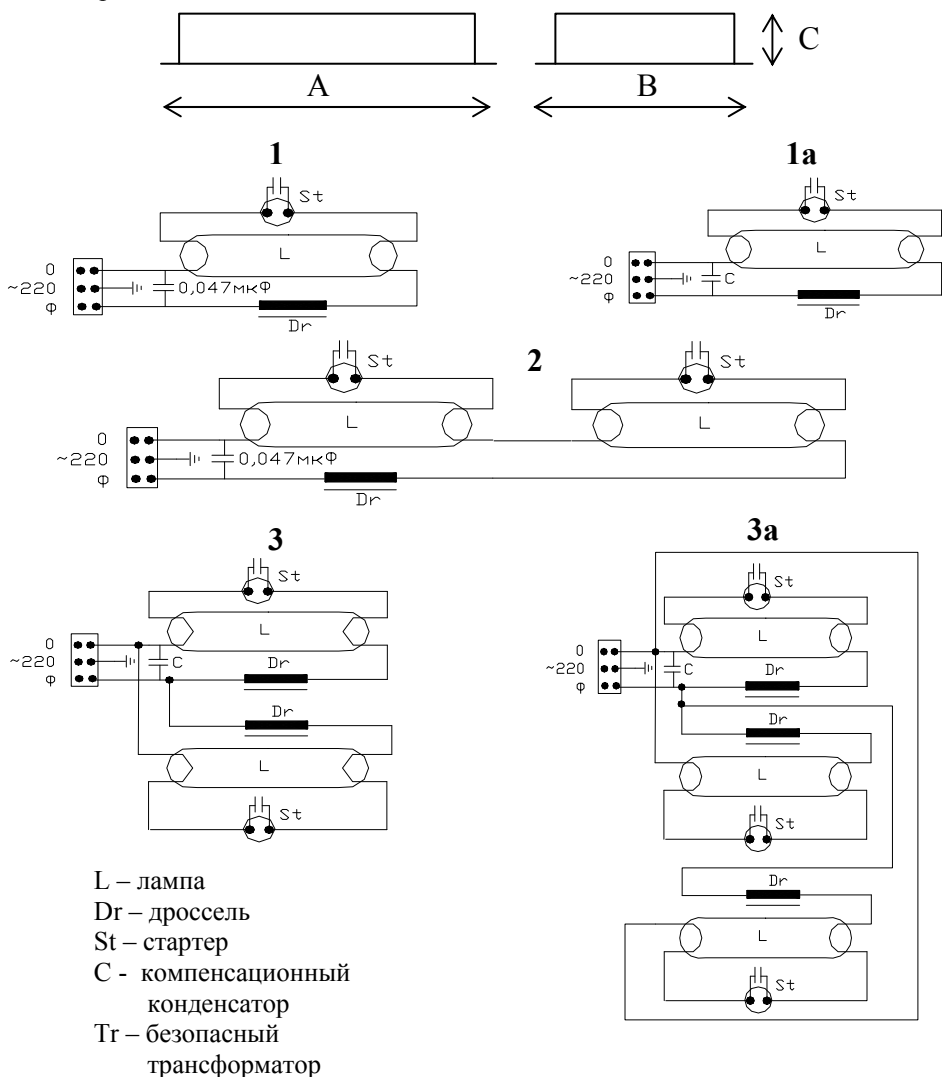 C
A
B
1
1a
St
L
0
~220
Ф
0,047мкФ
Dr
St
L
0
~220
Ф
C
Dr
2
St
St
L
L
0
~220
Ф
0,047мкФ
Dr
3
St
L
0
~220
Ф
C
Dr
Dr
L
St
3a
St
L
0
~220
Ф
C
Dr
Dr
L
St
Dr
L
St
L – лампа
Dr – дроссель
St – стартер
C - компенсационный
конденсатор
Tr – безопасный
трансформатор